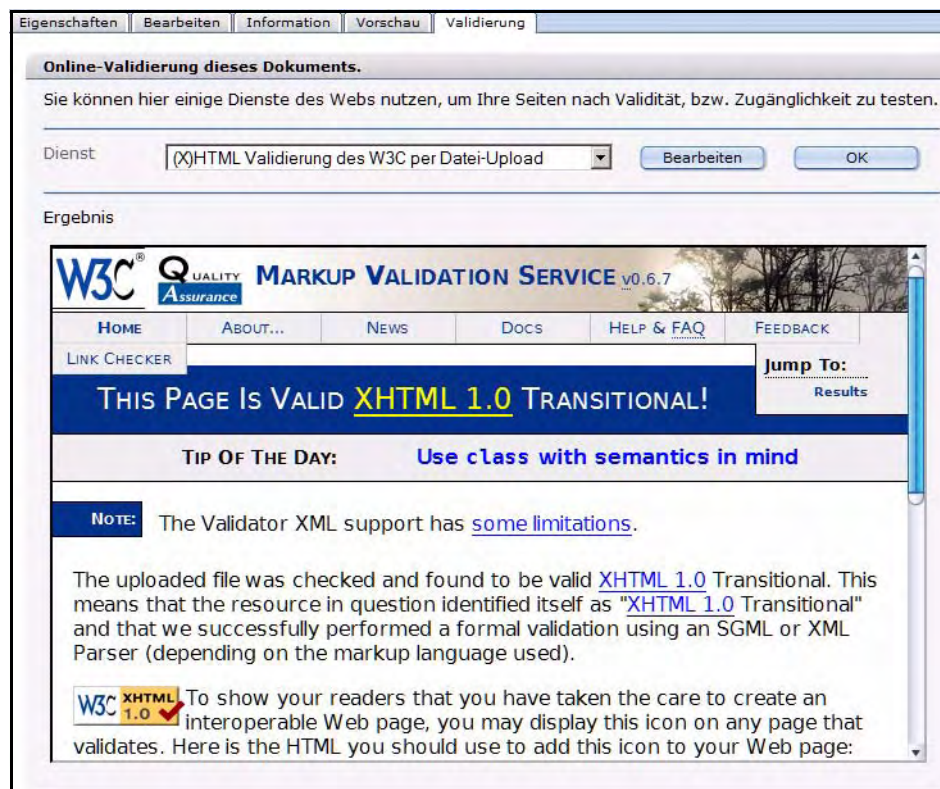 Eigenschaften Bearbeiten Information Vorschau Validierung
Online-Validierung dieses Dokuments.
Sie können hier einige Dienste des Webs nutzen, um Ihre Seiten nach Validität, bzw. Zugänglichkeit zu testen.
Dienst (X)HTML Validierung des W3C per Datei-Upload Bearbeiten OK
Ergebnis
W3C® QUALITY Assurance MARKUP VALIDATION SERVICE v0.6.7
HOME ABOUT... NEWS DOCS HELP & FAQ FEEDBACK
LINK CHECKER
Jump To:
Results
THIS PAGE IS VALID XHTML 1.0 TRANSITIONAL!
TIP OF THE DAY: Use class with semantics in mind
NOTE: The Validator XML support has some limitations.
The uploaded file was checked and found to be valid XHTML 1.0 Transitional. This
means that the resource in question identified itself as "XHTML 1.0 Transitional"
and that we successfully performed a formal validation using an SGML or XML
Parser (depending on the markup language used).
W3C XHTML 1.0 To show your readers that you have taken the care to create an
interoperable Web page, you may display this icon on any page that
validates. Here is the HTML you should use to add this icon to your Web page: